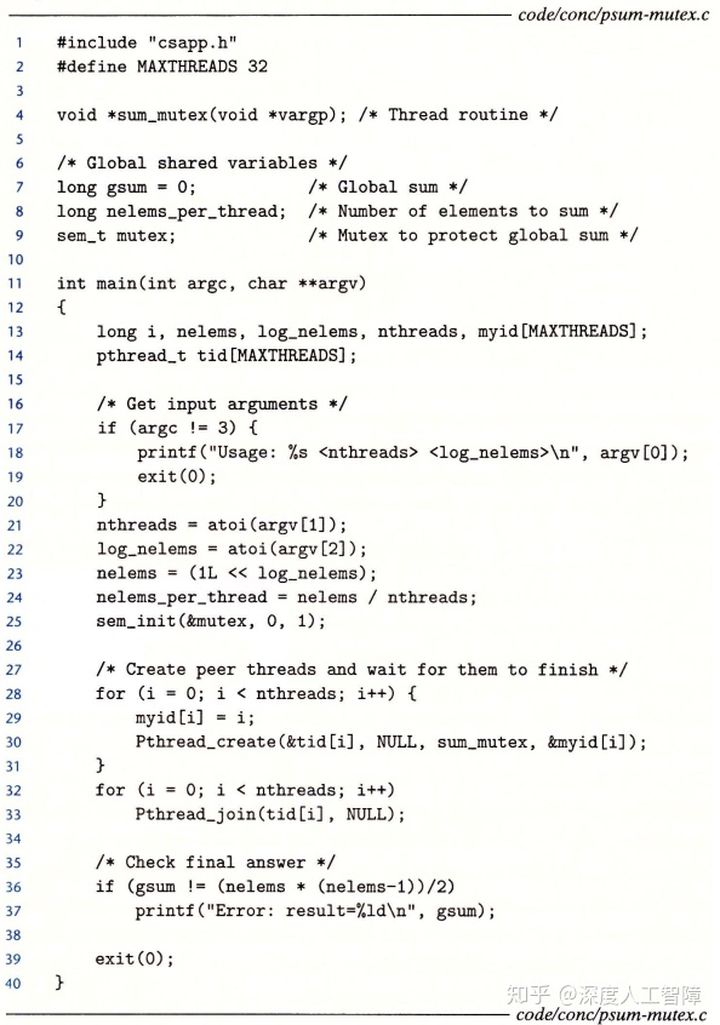 code/conc/psum-mutex.c
1 #include "csapp.h"
2 #define MAXTHREADS 32
3
4 void *sum_mutex(void *vargp); /* Thread routine */
5
6 /* Global shared variables */
7 long gsum = 0; /* Global sum */
8 long nelems_per_thread; /* Number of elements to sum */
9 sem_t mutex; /* Mutex to protect global sum */
10
11 int main(int argc, char **argv)
12 {
13 long i, nelems, log_nelems, nthreads, myid[MAXTHREADS];
14 pthread_t tid[MAXTHREADS];
15
16 /* Get input arguments */
17 if (argc != 3) {
18 printf("Usage: %s <nthreads> <log_nelems>\n", argv[0]);
19 exit(0);
20 }
21 nthreads = atoi(argv[1]);
22 log_nelems = atoi(argv[2]);
23 nelems = (1L << log_nelems);
24 nelems_per_thread = nelems / nthreads;
25 sem_init(&mutex, 0, 1);
26
27 /* Create peer threads and wait for them to finish */
28 for (i = 0; i < nthreads; i++) {
29 myid[i] = i;
30 Pthread_create(&tid[i], NULL, sum_mutex, &myid[i]);
31 }
32 for (i = 0; i < nthreads; i++)
33 Pthread_join(tid[i], NULL);
34
35 /* Check final answer */
36 if (gsum != (nelems * (nelems-1))/2)
37 printf("Error: result=%ld\n", gsum);
38
39 exit(0);
40 }
知乎 @深度人工智障
code/conc/psum-mutex.c